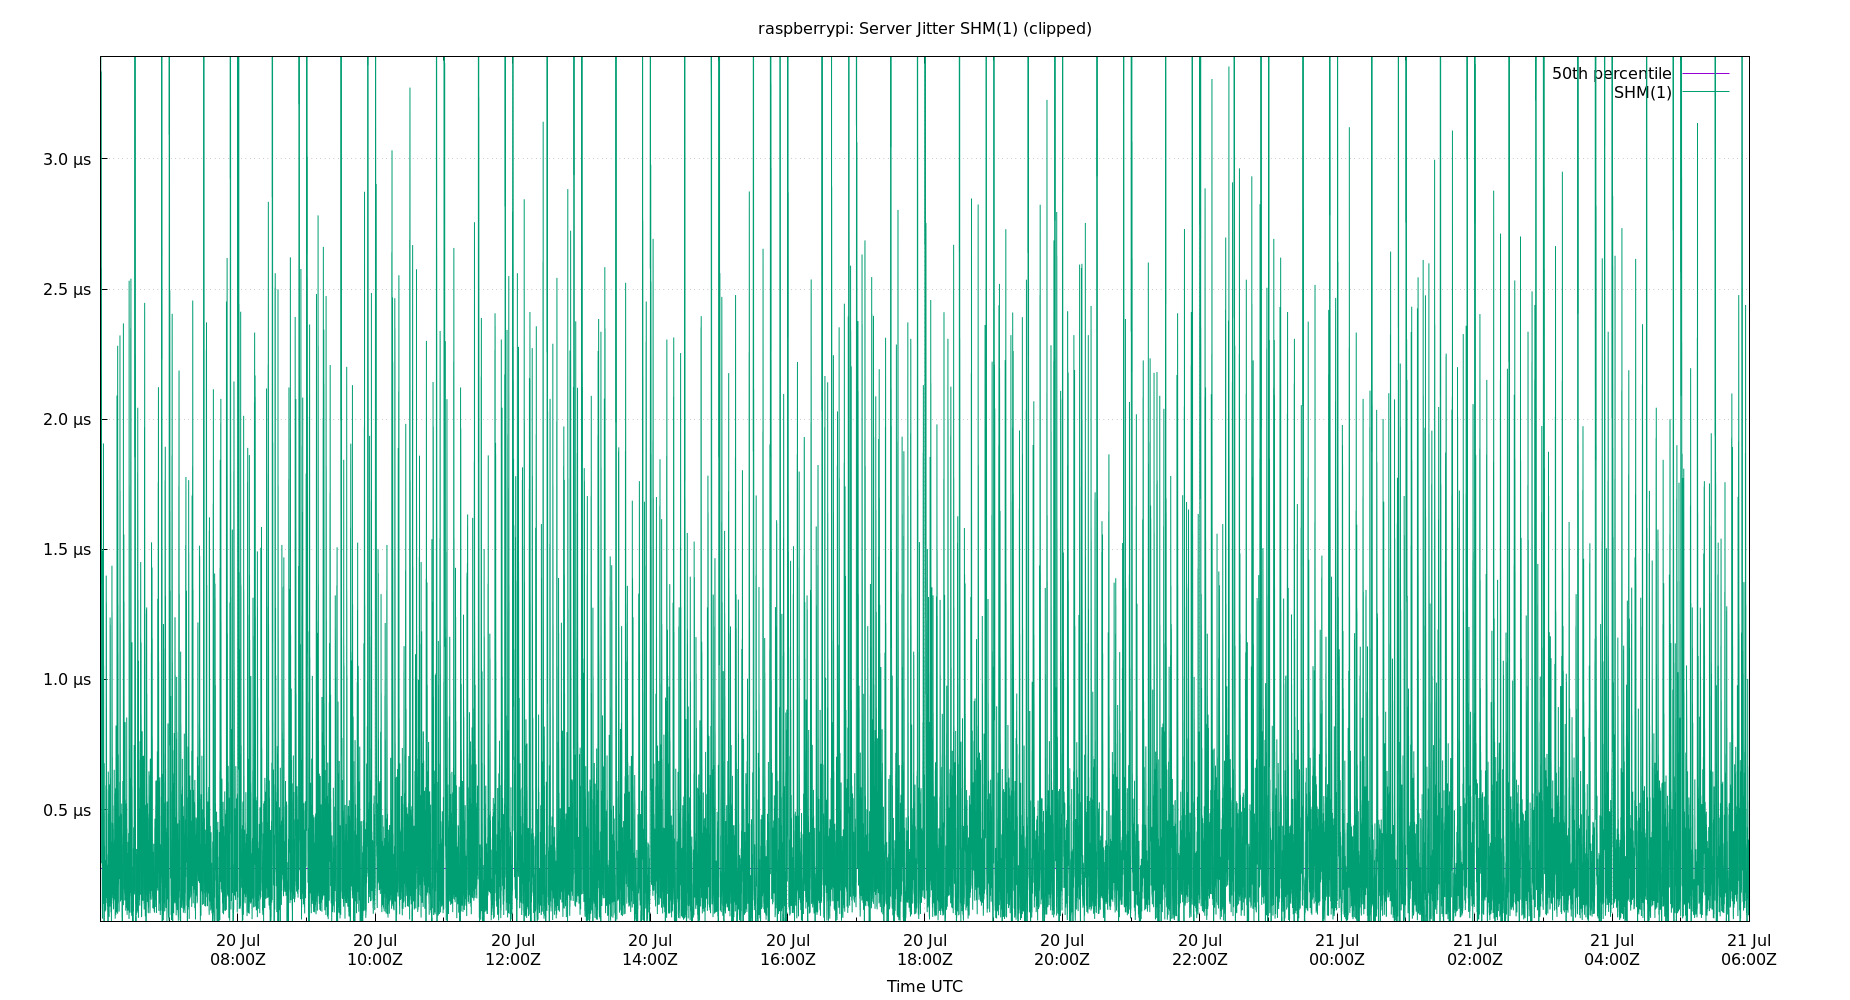 raspberrypi: Server Jitter SHM(1) (clipped)
50th percentile
SHM(1)
3.0 µs
2.5 µs
2.0 µs
1.5 µs
1.0 µs
0.5 µs
20 Jul 20 Jul 20 Jul 20 Jul 20 Jul 20 Jul 20 Jul 20 Jul 21 Jul 21 Jul 21 Jul 21 Jul
08:00Z 10:00Z 12:00Z 14:00Z 16:00Z 18:00Z 20:00Z 22:00Z 00:00Z 02:00Z 04:00Z 06:00Z
Time UTC